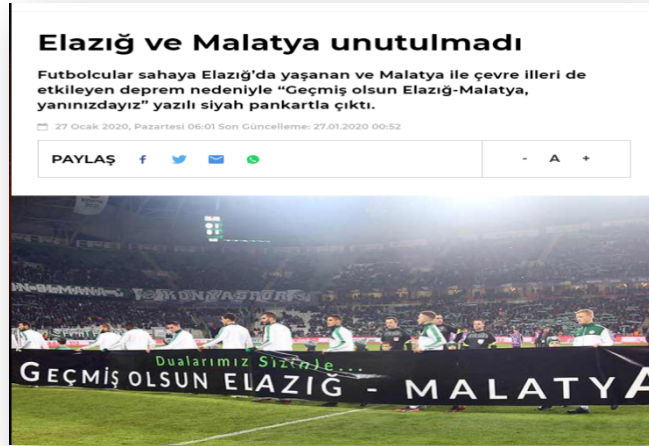 Elazığ ve Malatya unutulmadı
Futbolcular sahaya Elazığ'da yaşanan ve Malatya ile çevre illeri de
etkileyen deprem nedeniyle “Geçmiş olsun Elazığ-Malatya,
yanınızdayız” yazılı siyah pankartla çıktı.
27 Ocak 2020, Pazartesi 06:01 Son Güncelleme: 27.01.2020 00:52
PAYLAŞ - A +
Dualarımız Sizinle...
GEÇMİŞ OLSUN ELAZIĞ - MALATYA